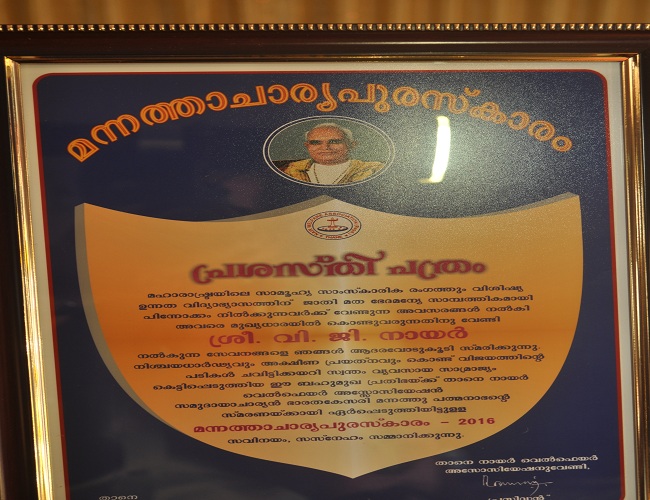 മന്നത്താചാര്യപുരസ്കാരം
പ്രശസ്തി പത്രം
മഹാരാഷ്ട്രയിലെ സാമൂഹ്യ സാംസ്കാരിക രംഗത്തും വിശിഷ്യ
ഉന്നത വിദ്യാഭ്യാസത്തിന് ജാതി മത ഭേദമന്യേ സാമ്പത്തികമായി
പിന്നോക്കം നിൽക്കുന്നവർക്ക് വേണ്ടുന്ന അവസരങ്ങൾ നൽകി
അവരെ മുഖ്യധാരയിൽ കൊണ്ടുവരുന്നതിനു വേണ്ടി
ശ്രീ. വി. ജി. നായർ
നൽകുന്ന സേവനങ്ങളെ ഞങ്ങൾ ആദരവോടുകൂടി സ്മരിക്കുന്നു.
നിശ്ചയധാർഢ്യവും അക്ഷീണ പ്രയത്നവും കൊണ്ട് വിജയത്തിന്റെ
പടികൾ ചവിട്ടിക്കയറി സ്വന്തം വ്യവസായ സാമ്രാജ്യം
കെട്ടിപ്പെടുത്തിയ ഈ ബഹുമുഖ പ്രതിഭയ്ക്ക് താനെ നായർ
വെൽഫെയർ അസ്സോസിയേഷൻ
സമുദായാചാര്യൻ ഭാരതകേസരി മന്നത്തു പത്മനാഭന്റെ
സ്മരണയ്ക്കായി ഏർപ്പെടുത്തിയിട്ടുള്ള
മന്നത്താചാര്യപുരസ്കാരം - 2016
സവിനയം, സസ്നേഹം സമ്മാനിക്കുന്നു.
താനെ നായർ വെൽഫെയർ
അസോസിയേഷനുവേണ്ടി,
താനെ